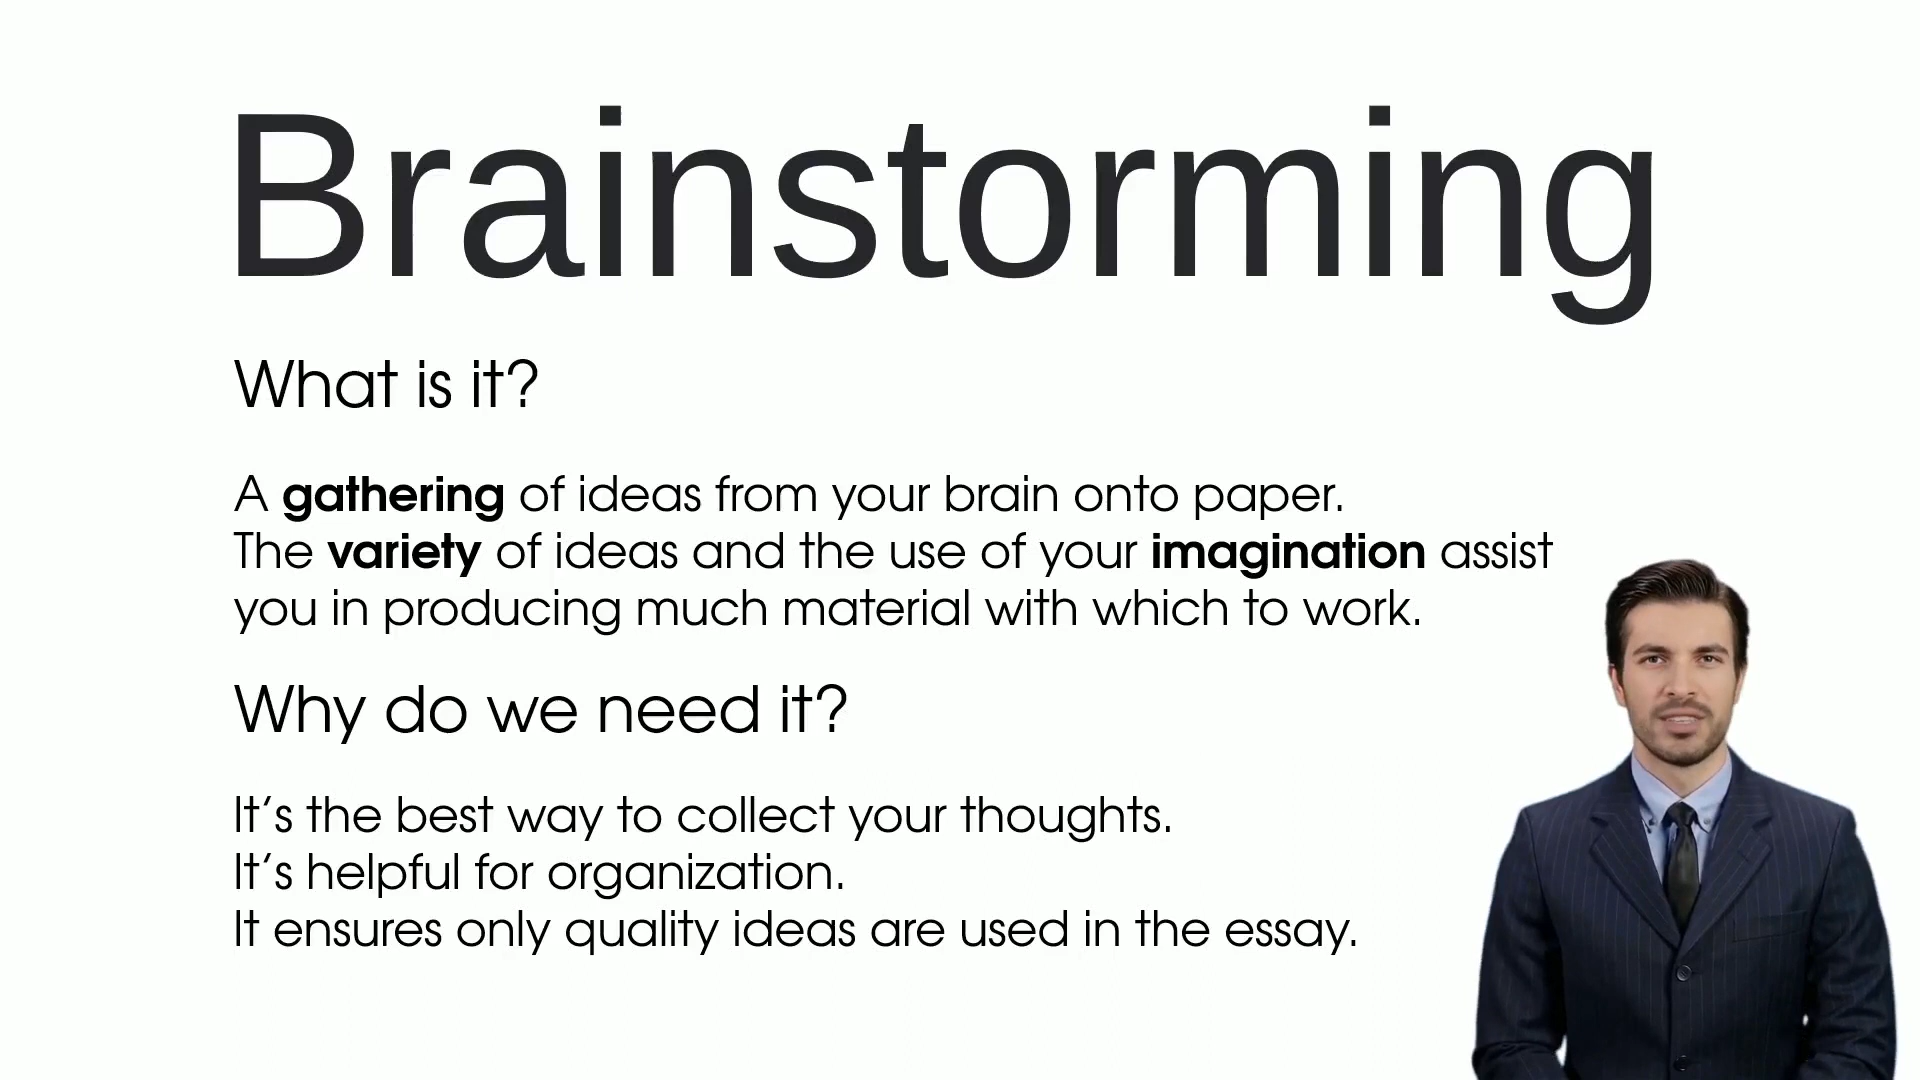 Brainstorming
What is it?
A gathering of ideas from your brain onto paper.
The variety of ideas and the use of your imagination assist
you in producing much material with which to work.
Why do we need it?
It’s the best way to collect your thoughts.
It’s helpful for organization.
It ensures only quality ideas are used in the essay.